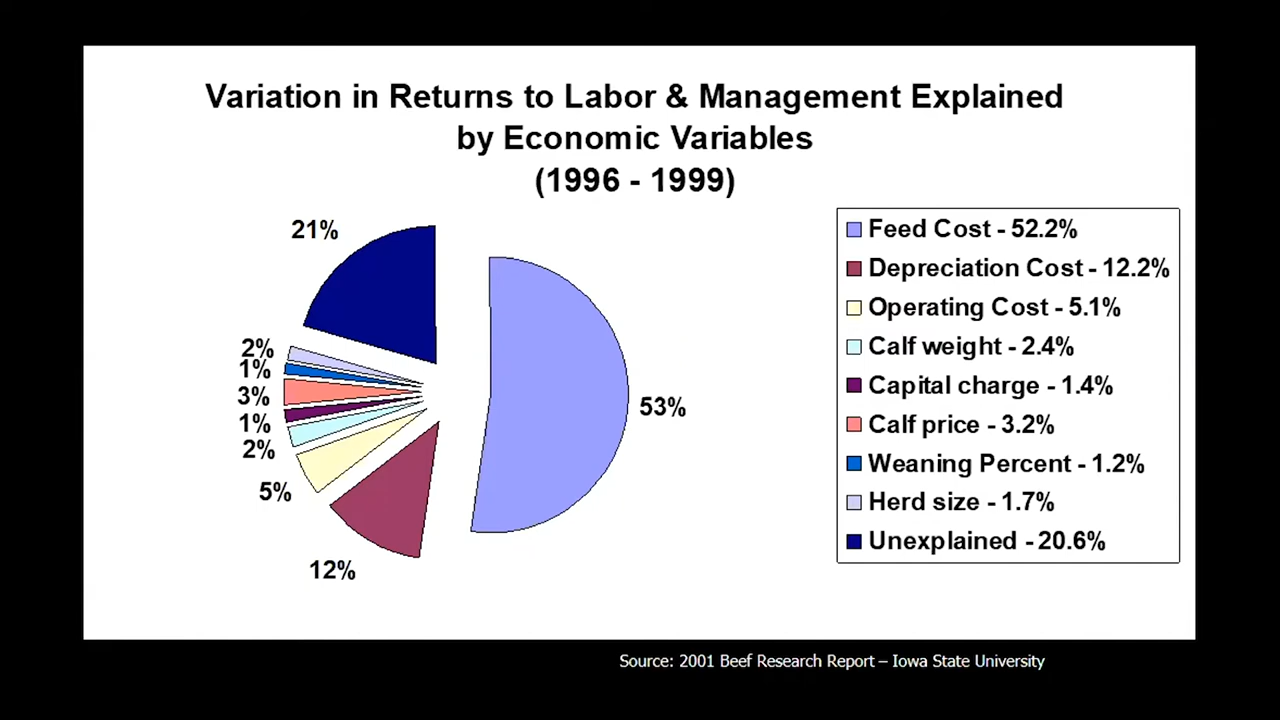 Variation in Returns to Labor & Management Explained
by Economic Variables
(1996 - 1999)
21%
2%
1%
3%
1%
2%
5%
12%
53%
Feed Cost - 52.2%
Depreciation Cost - 12.2%
Operating Cost - 5.1%
Calf weight - 2.4%
Capital charge - 1.4%
Calf price - 3.2%
Weaning Percent - 1.2%
Herd size - 1.7%
Unexplained - 20.6%
Source: 2001 Beef Research Report – Iowa State University